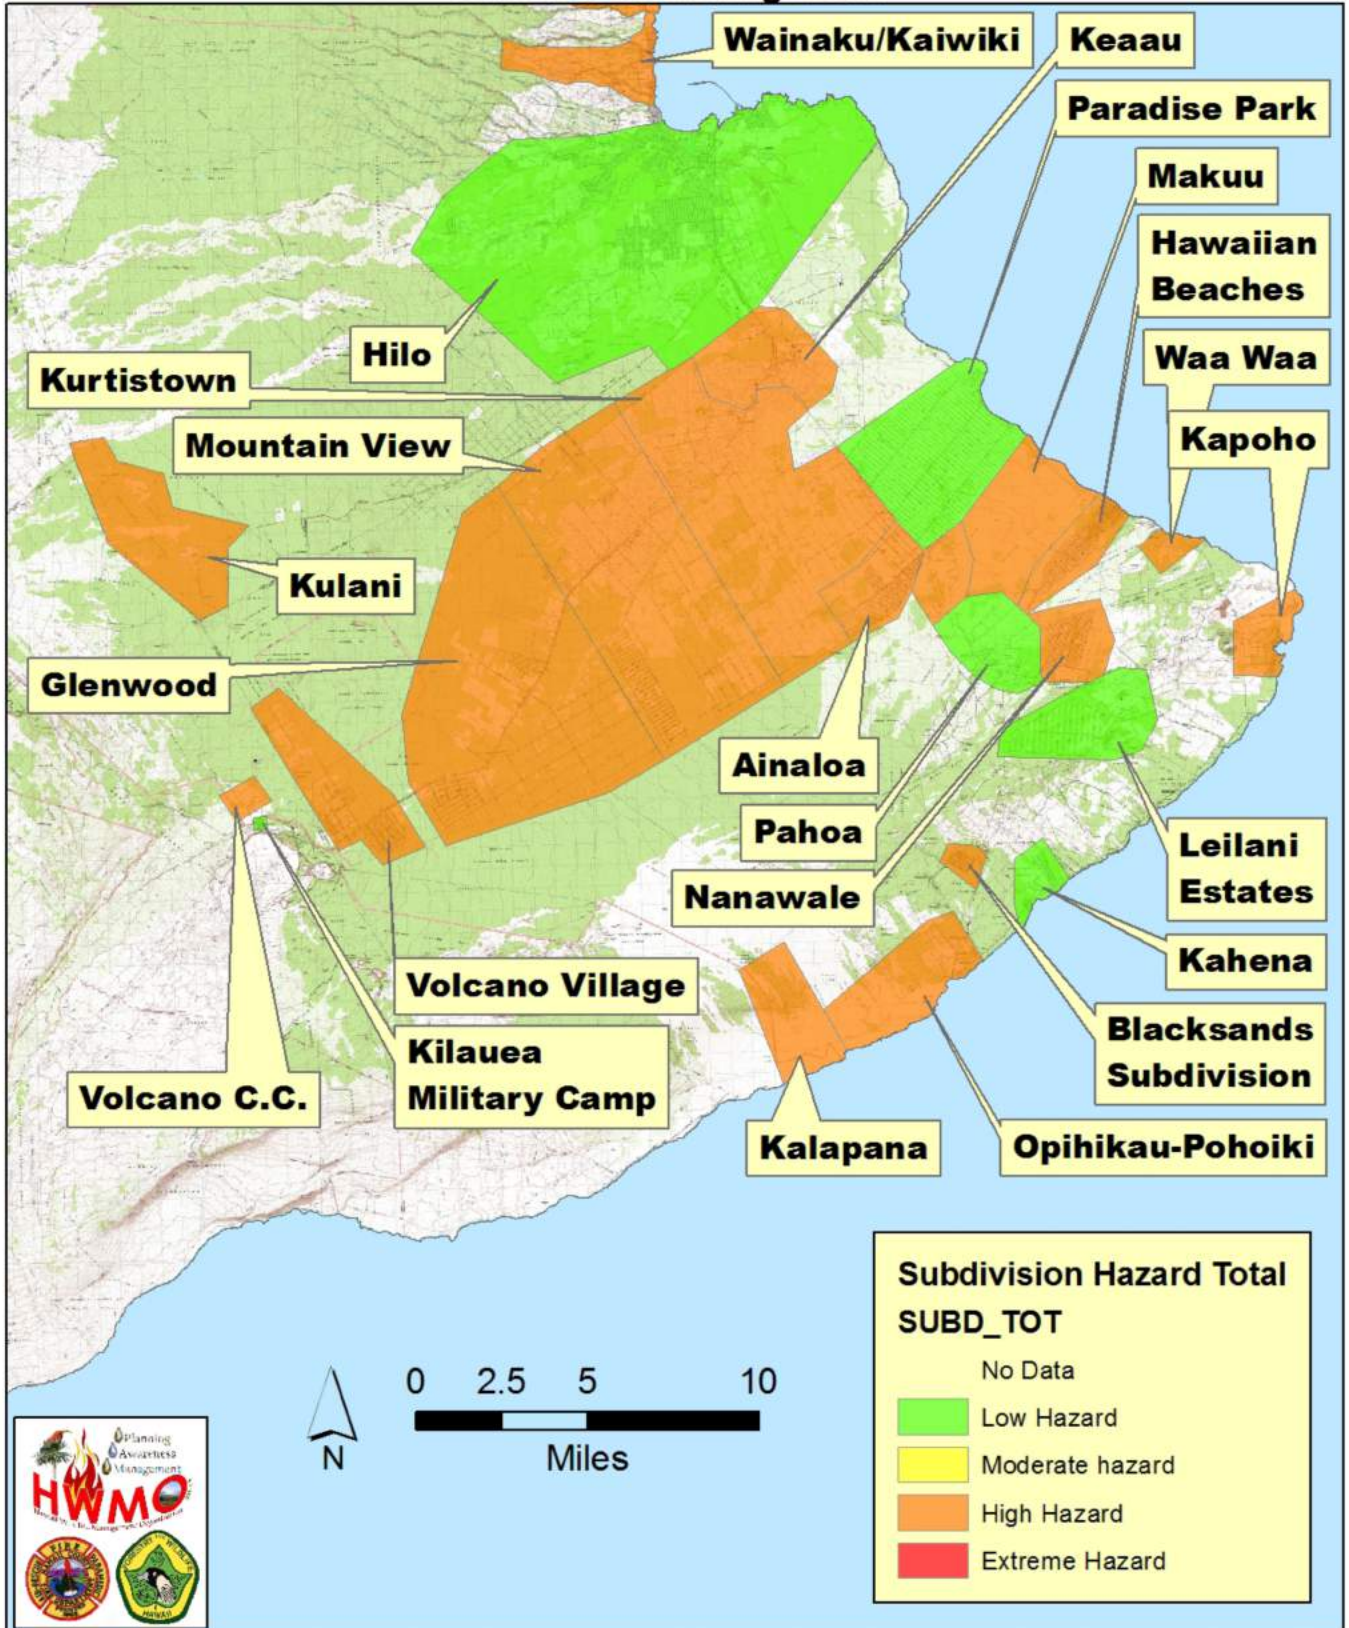 Wainaku/Kaiwiki
Keaau
Paradise Park
Makuu
Hawaiian
Beaches
Waa Waa
Kapoho
Hilo
Kurtistown
Mountain View
Kulani
Glenwood
Ainaloa
Pahoa
Nanawale
Leilani
Estates
Kahena
Blacksands
Subdivision
Volcano Village
Kilauea
Military Camp
Volcano C.C.
Kalapana
Opihikau-Pohoiki
Subdivision Hazard Total
SUBD_TOT
No Data
Low Hazard
Moderate hazard
High Hazard
Extreme Hazard
0 2.5 5 10
Miles
N
Planning
Awareness
Management
HWMO
FIRE
HAWAII